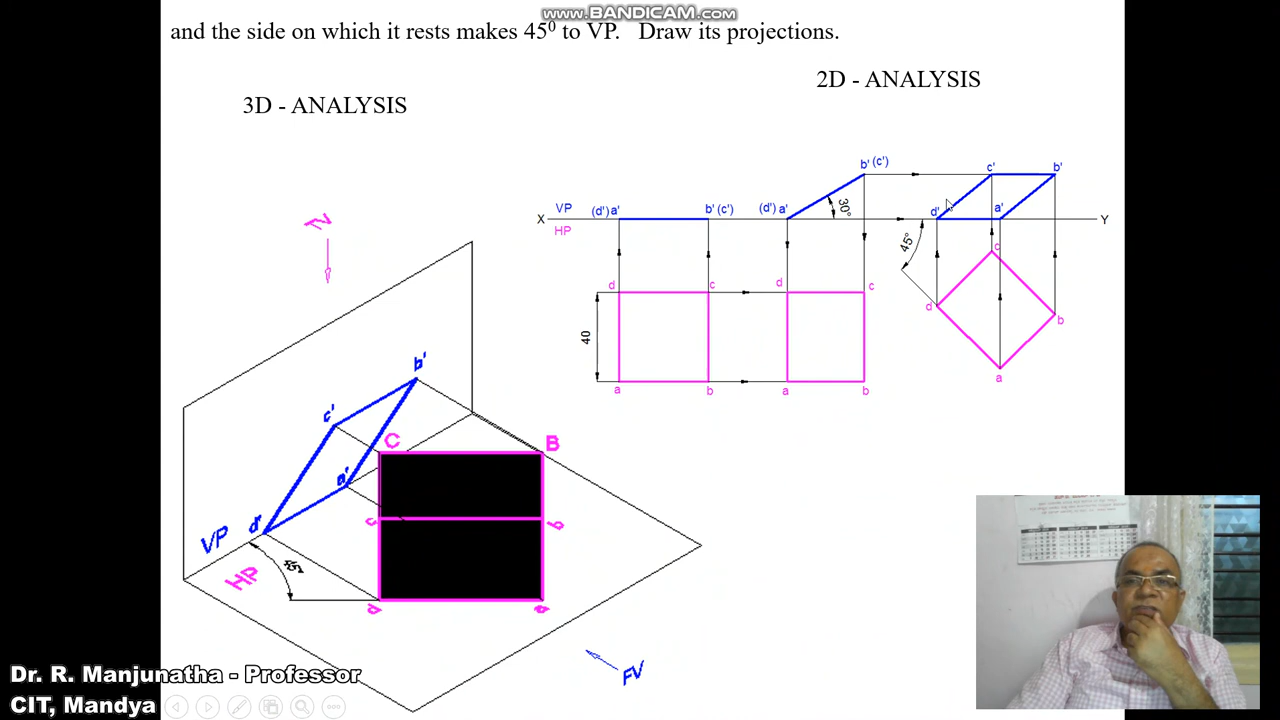 www.BANDICAM.com
and the side on which it rests makes 45⁰ to VP. Draw its projections.
2D - ANALYSIS
3D - ANALYSIS
b' (c')
c'
b'
X
VP
HP
(d') a'
b' (c')
(d') a'
30°
d'
a'
Y
45°
c
d
c
d
c
d
b
40
a
b
a
b
a
TV
b'
c'
C
B
a'
d'
VP
HP
45°
c
b
d
a
FV
Dr. R. Manjunatha - Professor
CIT, Mandya